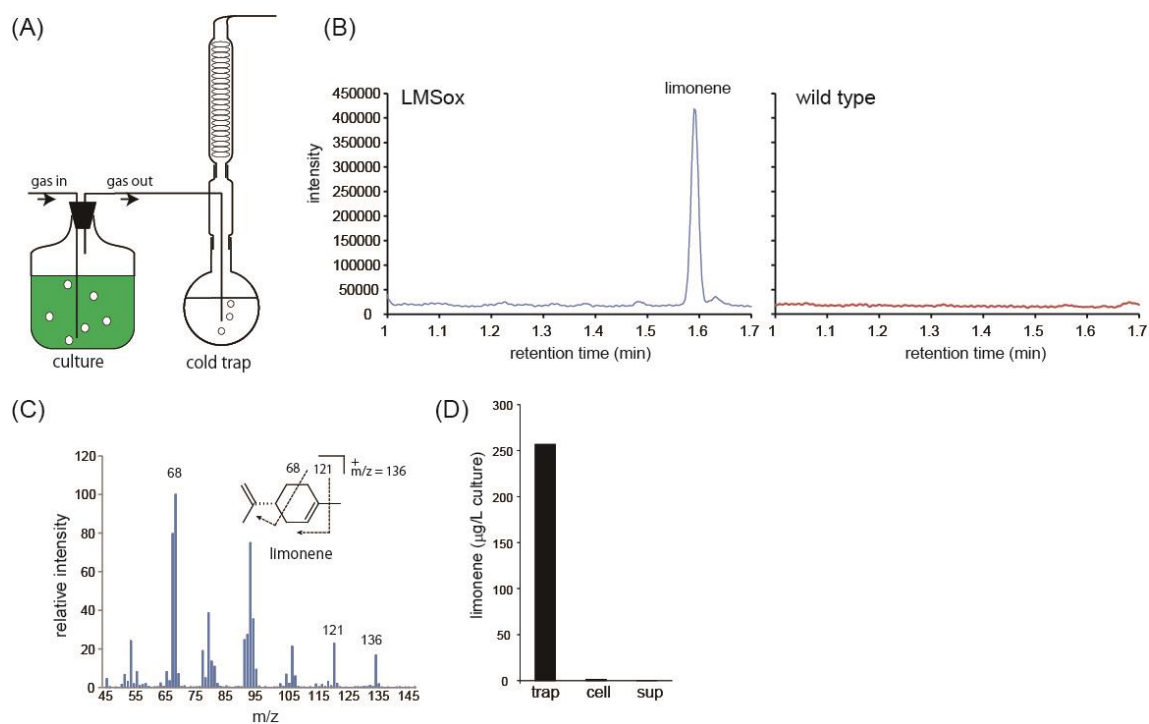 (A)
gas in
gas out
culture
cold trap
(B)
LMSox
limonene
wild type
intensity
450000
400000
350000
300000
250000
200000
150000
100000
50000
0
1 1.1 1.2 1.3 1.4 1.5 1.6 1.7
retention time (min)
1 1.1 1.2 1.3 1.4 1.5 1.6 1.7
retention time (min)
(C)
relative intensity
120
100
80
60
40
20
0
68
68 121
+
m/z = 136
limonene
121
136
45 55 65 75 85 95 105 115 125 135 145
m/z
(D)
limonene (µg/L culture)
300
250
200
150
100
50
0
trap cell sup